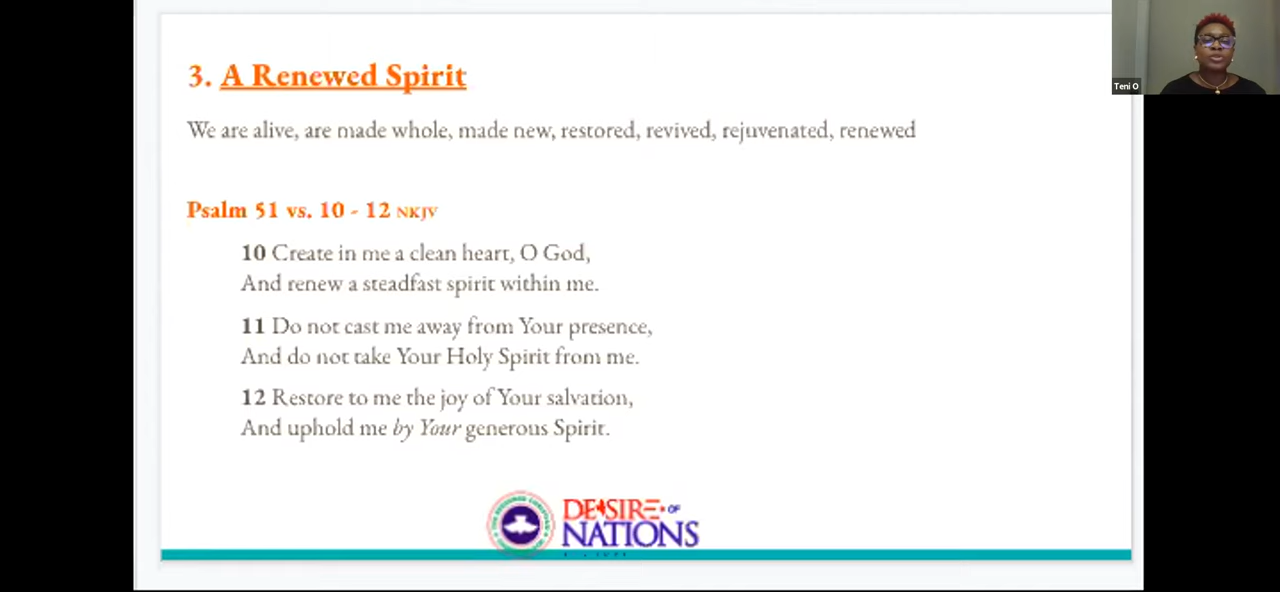 3. A Renewed Spirit
Teni O
We are alive, are made whole, made new, restored, revived, rejuvenated, renewed
Psalm 51 vs. 10 - 12 NKJV
10 Create in me a clean heart, O God,
And renew a steadfast spirit within me.
11 Do not cast me away from Your presence,
And do not take Your Holy Spirit from me.
12 Restore to me the joy of Your salvation,
And uphold me by Your generous Spirit.
DESIRE OF
NATIONS